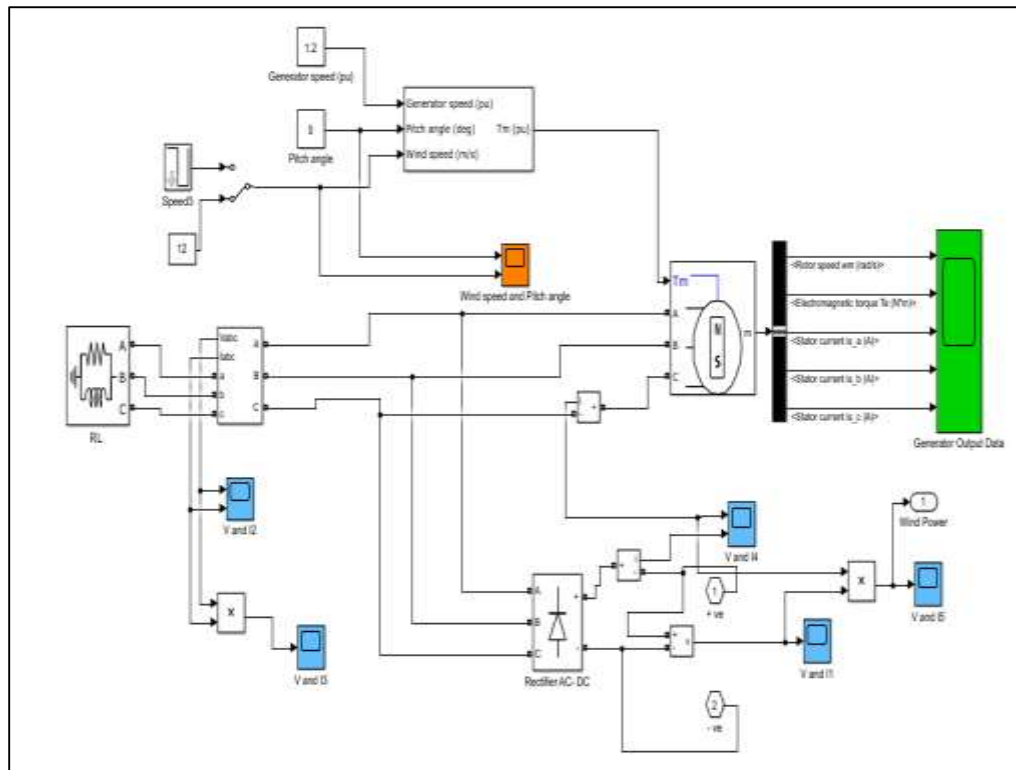 1.2
Generator speed (pu)
Generator speed (pu)
Pitch angle (deg)
Tm (pu)
Wind speed (m/s)
0
Pitch angle
Speed3
12
Wind speed and Pitch angle
Tm
A
B
C
N
S
m
<Rotor speed wm (rad/s)>
<Electromagnetic torque Te (N*m)>
<Stator current is_a (A)>
<Stator current is_b (A)>
<Stator current is_c (A)>
Generator Output Data
A
B
C
RL
Vabc
Iabc
a
b
c
A
B
C
V and I2
x
V and I3
V and I4
1
Wind Power
x
V and I5
A
B
C
+
-
Rectifier AC- DC
1
+ ve
+
-
v
V and I1
2
- ve